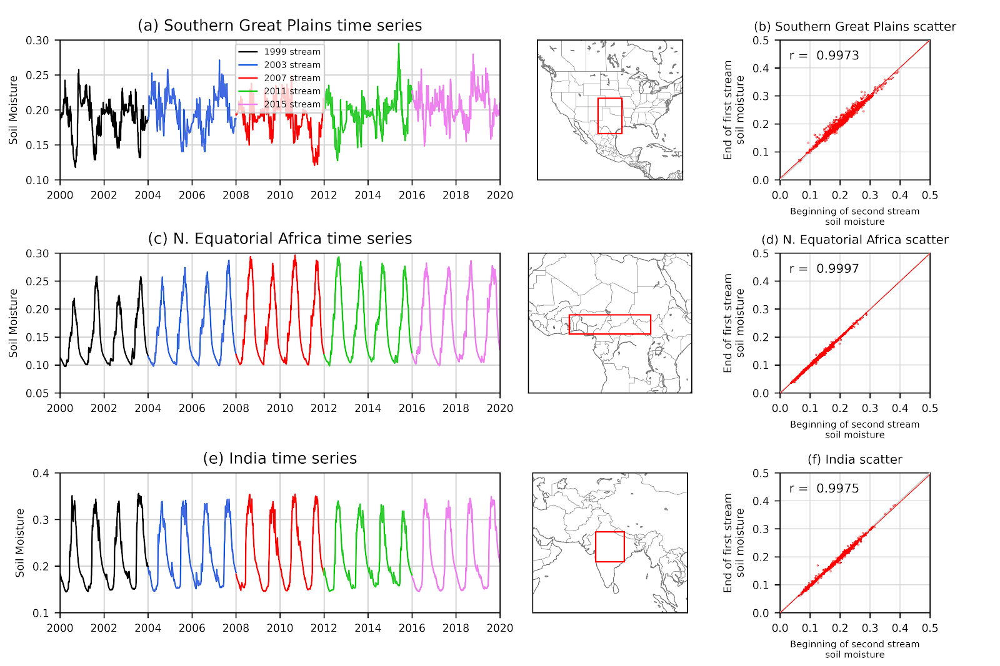 (a) Southern Great Plains time series
Soil Moisture
0.30
0.25
0.20
0.15
0.10
1999 stream
2003 stream
2007 stream
2011 stream
2015 stream
2000 2002 2004 2006 2008 2010 2012 2014 2016 2018 2020
(b) Southern Great Plains scatter
r = 0.9973
End of first stream
soil moisture
0.5
0.4
0.3
0.2
0.1
0.0
0.0 0.1 0.2 0.3 0.4 0.5
Beginning of second stream
soil moisture
(c) N. Equatorial Africa time series
Soil Moisture
0.30
0.25
0.20
0.15
0.10
0.05
2000 2002 2004 2006 2008 2010 2012 2014 2016 2018 2020
(d) N. Equatorial Africa scatter
r = 0.9997
End of first stream
soil moisture
0.5
0.4
0.3
0.2
0.1
0.0
0.0 0.1 0.2 0.3 0.4 0.5
Beginning of second stream
soil moisture
(e) India time series
Soil Moisture
0.4
0.3
0.2
0.1
2000 2002 2004 2006 2008 2010 2012 2014 2016 2018 2020
(f) India scatter
r = 0.9975
End of first stream
soil moisture
0.5
0.4
0.3
0.2
0.1
0.0
0.0 0.1 0.2 0.3 0.4 0.5
Beginning of second stream
soil moisture